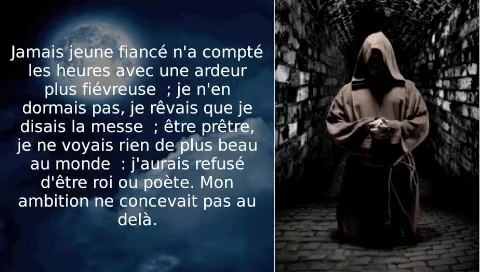 Jamais jeune fiancé n'a compté
les heures avec une ardeur
plus fiévreuse  ; je n'en
dormais pas, je rêvais que je
disais la messe  ; être prêtre,
je ne voyais rien de plus beau
au monde  : j'aurais refusé
d'être roi ou poète. Mon
ambition ne concevait pas au
delà.